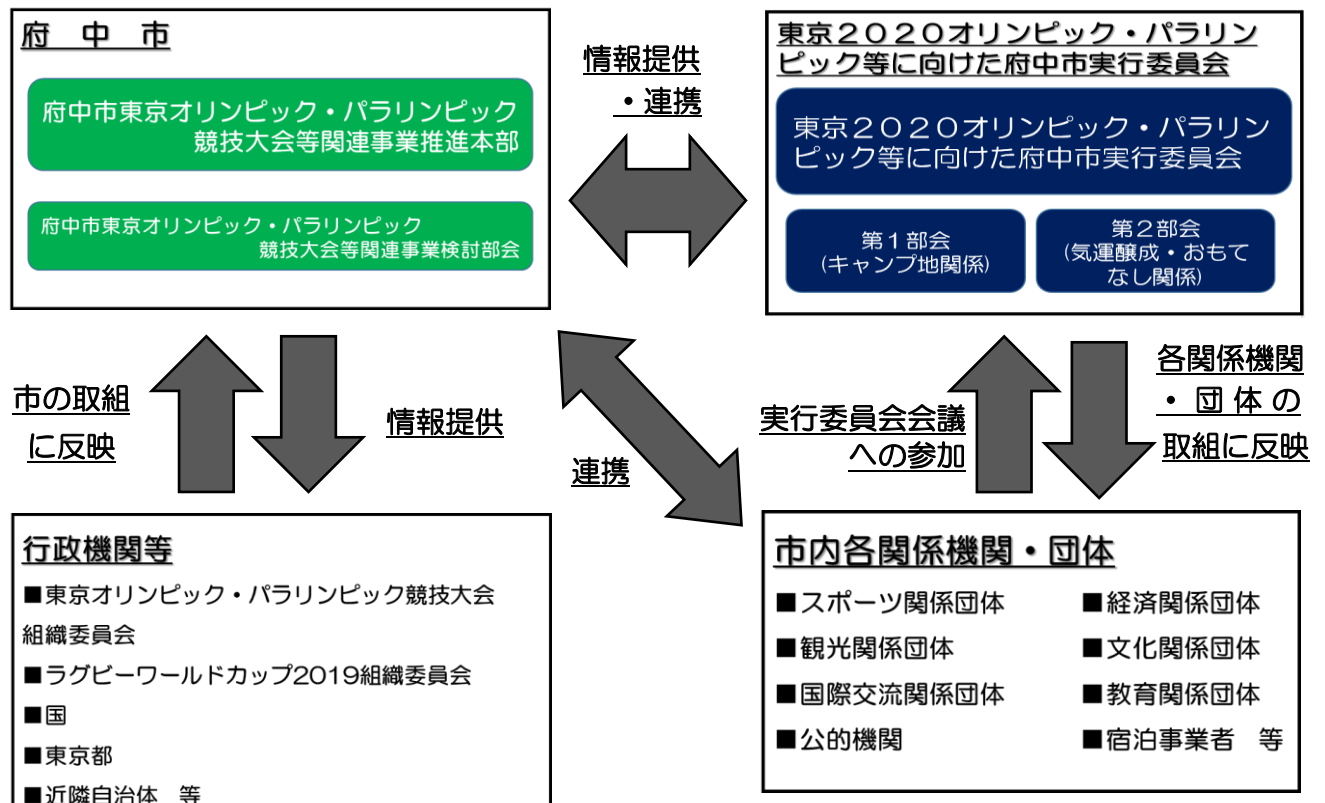 府　中　市
府中市東京オリンピック・パラリンピック
競技大会等関連事業推進本部
府中市東京オリンピック・パラリンピック
競技大会等関連事業検討部会
情報提供
・連携
東京２０２０オリンピック・パラリン
ピック等に向けた府中市実行委員会
東京２０２０オリンピック・パラリン
ピック等に向けた府中市実行委員会
第１部会
(キャンプ地関係)
第２部会
(気運醸成・おもて
なし関係)
市の取組
に反映
情報提供
連携
実行委員会会議
への参加
各関係機関
・団体の
取組に反映
行政機関等
■東京オリンピック・パラリンピック競技大会
組織委員会
■ラグビーワールドカップ2019組織委員会
■国
■東京都
■近隣自治体　等
市内各関係機関・団体
■スポーツ関係団体　■経済関係団体
■観光関係団体　■文化関係団体
■国際交流関係団体　■教育関係団体
■公的機関　■宿泊事業者　等